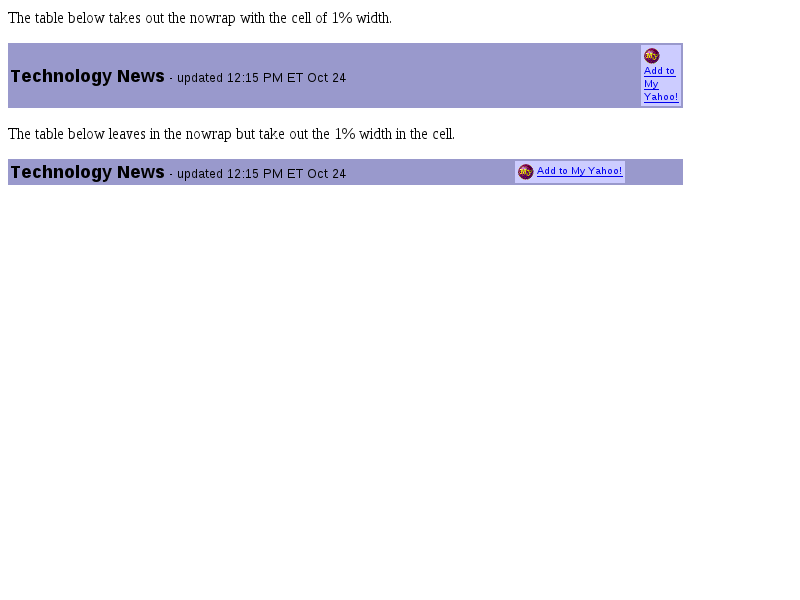 The table below takes out the nowrap with the cell of 1% width.
Technology News - updated 12:15 PM ET Oct 24
My
Add to
My
Yahoo!
The table below leaves in the nowrap but take out the 1% width in the cell.
Technology News - updated 12:15 PM ET Oct 24 My Add to My Yahoo!